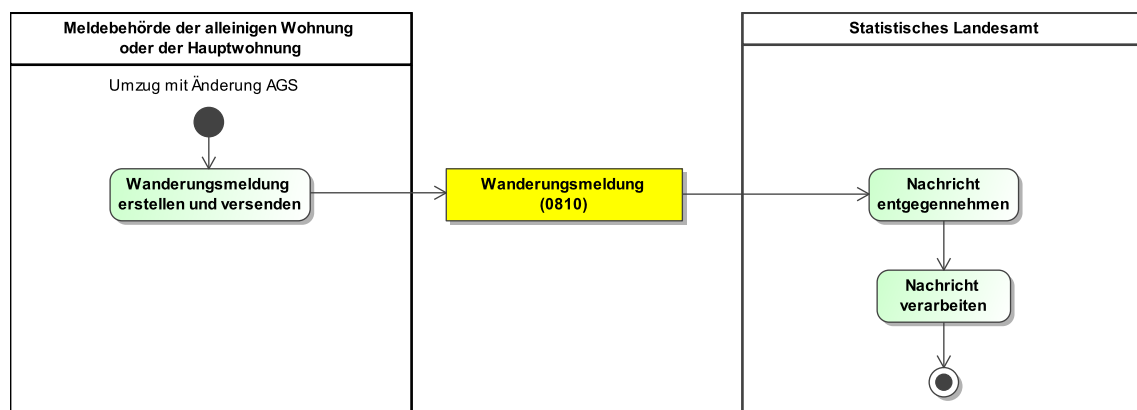 Meldebehörde der alleinigen Wohnung
oder der Hauptwohnung
Statistisches Landesamt
Umzug mit Änderung AGS
Wanderungsmeldung
erstellen und versenden
Wanderungsmeldung
(0810)
Nachricht
entgegennehmen
Nachricht
verarbeiten